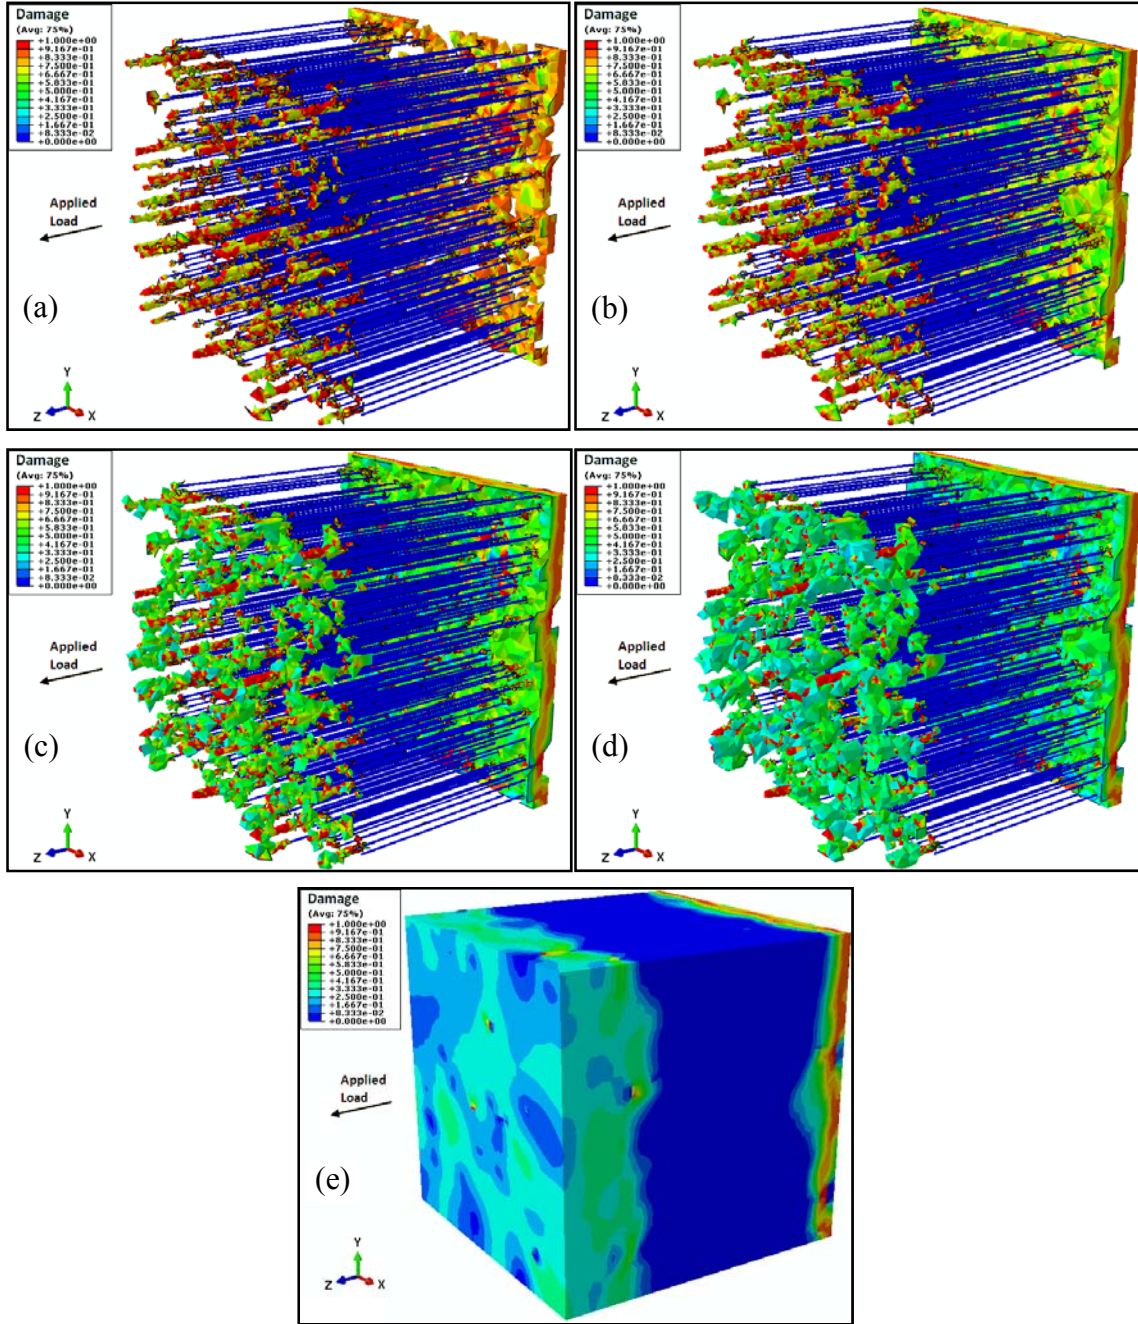 Damage
(Avg: 75%)
+1.000e+00
+9.167e-01
+8.333e-01
+7.500e-01
+6.667e-01
+5.833e-01
+5.000e-01
+4.167e-01
+3.333e-01
+2.500e-01
+1.667e-01
+8.333e-02
+0.000e+00
Applied
Load
(a)
Y
Z
X
Damage
(Avg: 75%)
+1.000e+00
+9.167e-01
+8.333e-01
+7.500e-01
+6.667e-01
+5.833e-01
+5.000e-01
+4.167e-01
+3.333e-01
+2.500e-01
+1.667e-01
+8.333e-02
+0.000e+00
Applied
Load
(b)
Y
Z
X
Damage
(Avg: 75%)
+1.000e+00
+9.167e-01
+8.333e-01
+7.500e-01
+6.667e-01
+5.833e-01
+5.000e-01
+4.167e-01
+3.333e-01
+2.500e-01
+1.667e-01
+8.333e-02
+0.000e+00
Applied
Load
(c)
Y
Z
X
Damage
(Avg: 75%)
+1.000e+00
+9.167e-01
+8.333e-01
+7.500e-01
+6.667e-01
+5.833e-01
+5.000e-01
+4.167e-01
+3.333e-01
+2.500e-01
+1.667e-01
+8.333e-02
+0.000e+00
Applied
Load
(d)
Y
Z
X
Damage
(Avg: 75%)
+1.000e+00
+9.167e-01
+8.333e-01
+7.500e-01
+6.667e-01
+5.833e-01
+5.000e-01
+4.167e-01
+3.333e-01
+2.500e-01
+1.667e-01
+8.333e-02
+0.000e+00
Applied
Load
(e)
Y
Z
X